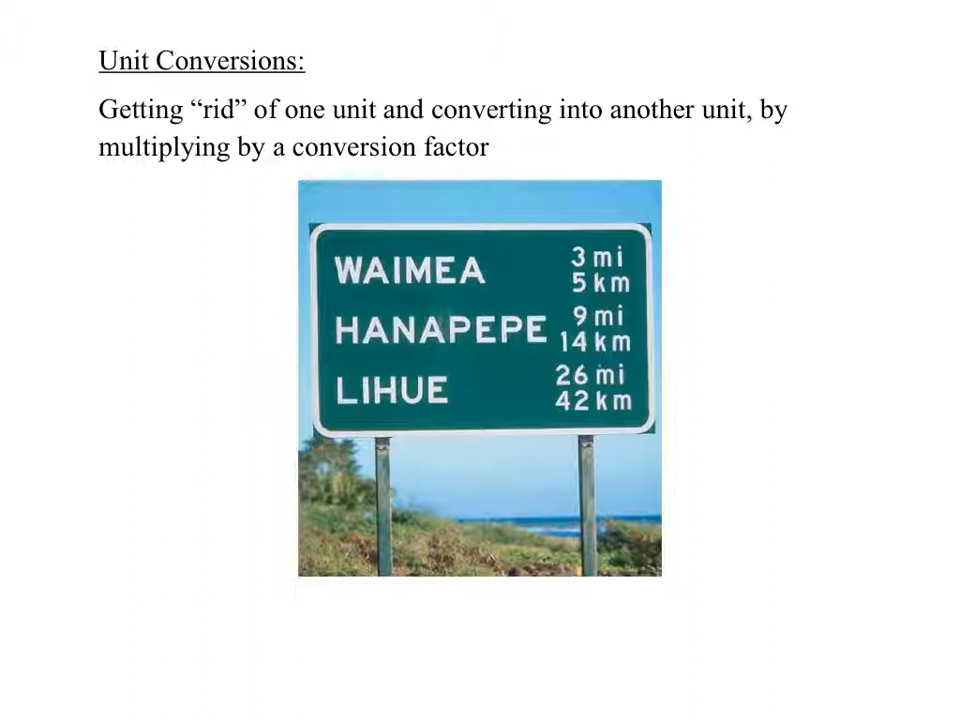 Unit Conversions:
Getting “rid” of one unit and converting into another unit, by
multiplying by a conversion factor
WAIMEA 3 mi
5 km
HANAPEPE 9 mi
14 km
LIHUE 26 mi
42 km